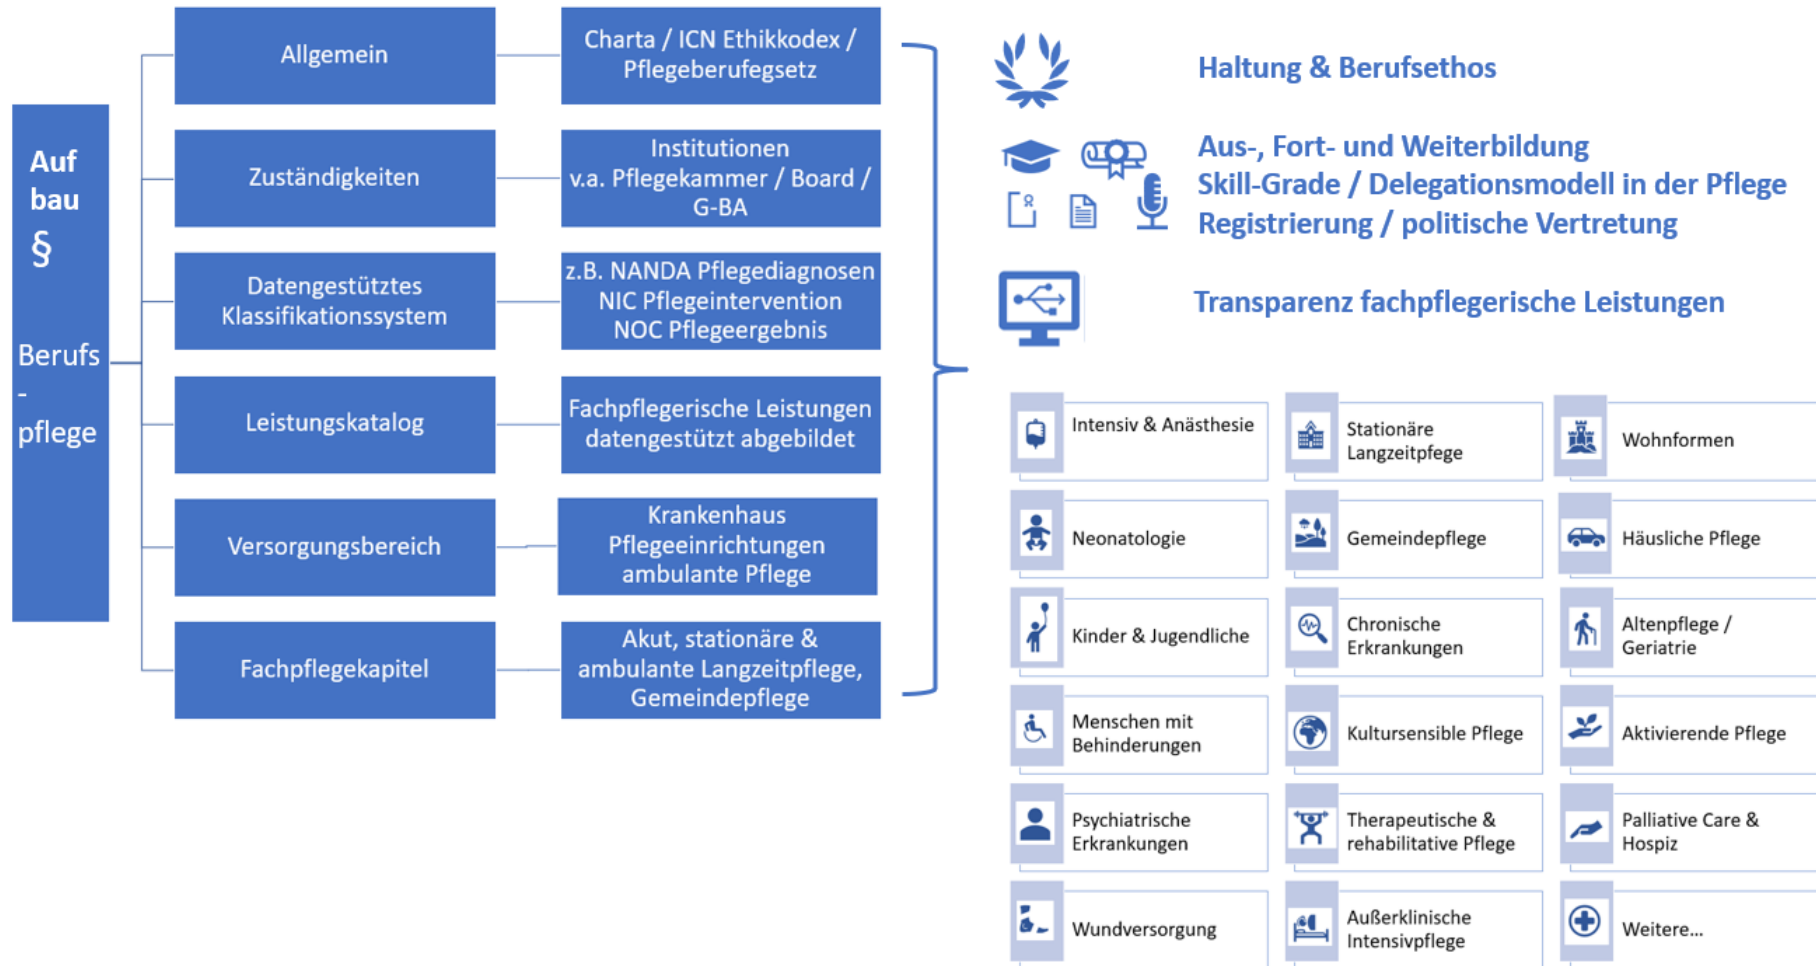 Auf
bau
§
Berufs
-
pflege
Allgemein
Charta / ICN Ethikkodex /
Pflegeberufegsetz
Zuständigkeiten
Institutionen
v.a. Pflegekammer / Board /
G-BA
Datengestütztes
Klassifikationssystem
z.B. NANDA Pflegediagnosen
NIC Pflegeintervention
NOC Pflegeergebnis
Leistungskatalog
Fachpflegerische Leistungen
datengestützt abgebildet
Versorgungsbereich
Krankenhaus
Pflegeeinrichtungen
ambulante Pflege
Fachpflegekapitel
Akut, stationäre &
ambulante Langzeitpflege,
Gemeindepflege
Haltung & Berufsethos
Aus-, Fort- und Weiterbildung
Skill-Grade / Delegationsmodell in der Pflege
Registrierung / politische Vertretung
Transparenz fachpflegerische Leistungen
Intensiv & Anästhesie
Stationäre
Langzeitpfege
Wohnformen
Neonatologie
Gemeindepflege
Häusliche Pflege
Kinder & Jugendliche
Chronische
Erkrankungen
Altenpflege /
Geriatrie
Menschen mit
Behinderungen
Kultursensible Pflege
Aktivierende Pflege
Psychiatrische
Erkrankungen
Therapeutische &
rehabilitative Pflege
Palliative Care &
Hospiz
Wundversorgung
Außerklinische
Intensivpflege
Weitere...